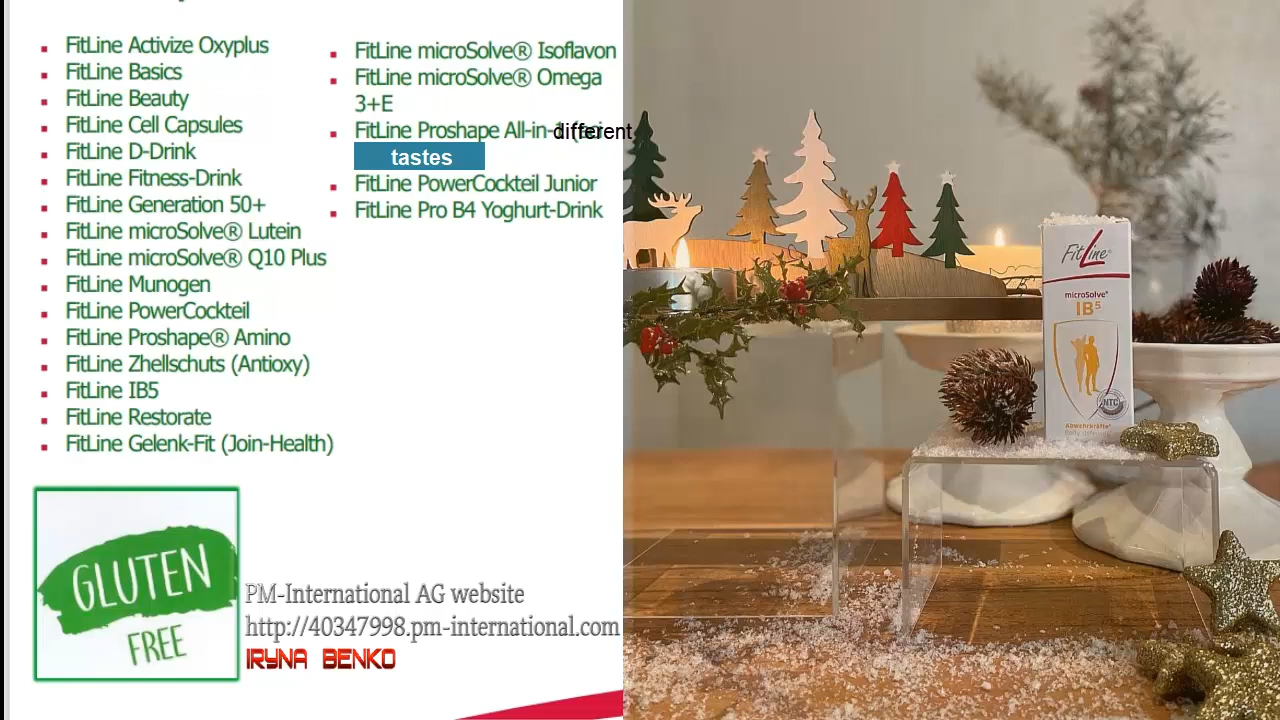 FitLine Activize Oxyplus
FitLine Basics
FitLine Beauty
FitLine Cell Capsules
FitLine D-Drink
FitLine Fitness-Drink
FitLine Generation 50+
FitLine microSolve® Lutein
FitLine microSolve® Q10 Plus
FitLine Munogen
FitLine PowerCockteil
FitLine Proshape® Amino
FitLine Zhellschuts (Antioxy)
FitLine IB5
FitLine Restorate
FitLine Gelenk-Fit (Join-Health)
FitLine microSolve® Isoflavon
FitLine microSolve® Omega
3+E
FitLine Proshape All-in-1 different
tastes
FitLine PowerCockteil Junior
FitLine Pro B4 Yoghurt-Drink
GLUTEN
FREE
PM-International AG website
http://40347998.pm-international.com
IRYNA BENKO
FitLine®
microSolve®
IB5
NTC
Abwehrkräfte